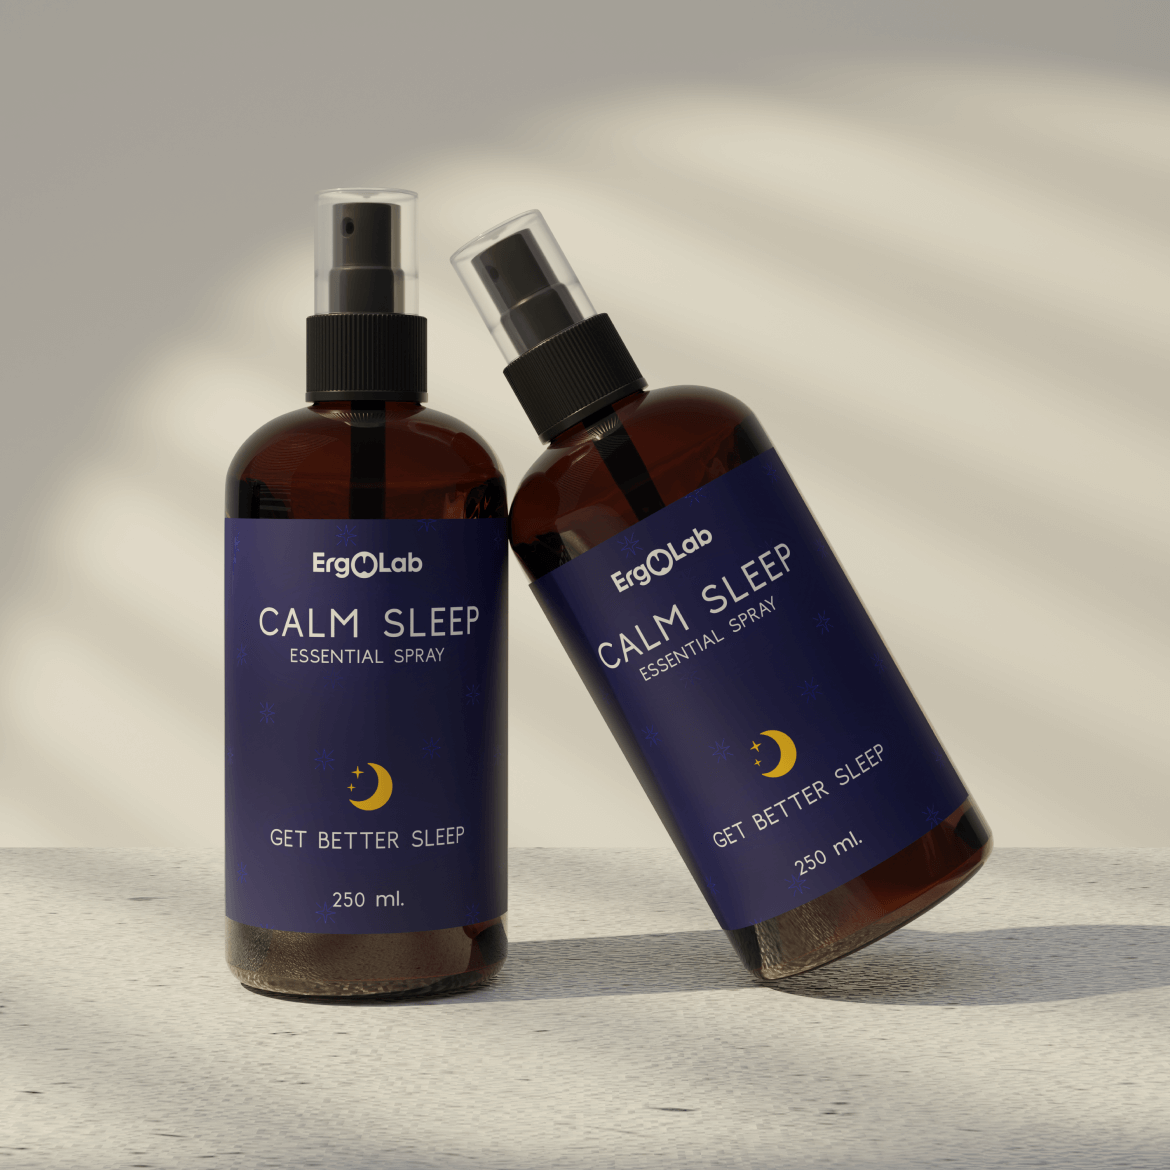 ErgOLab
CALM SLEEP
ESSENTIAL SPRAY
GET BETTER SLEEP
250 ml.
ErgOLab
CALM SLEEP
ESSENTIAL SPRAY
GET BETTER SLEEP
250 ml.